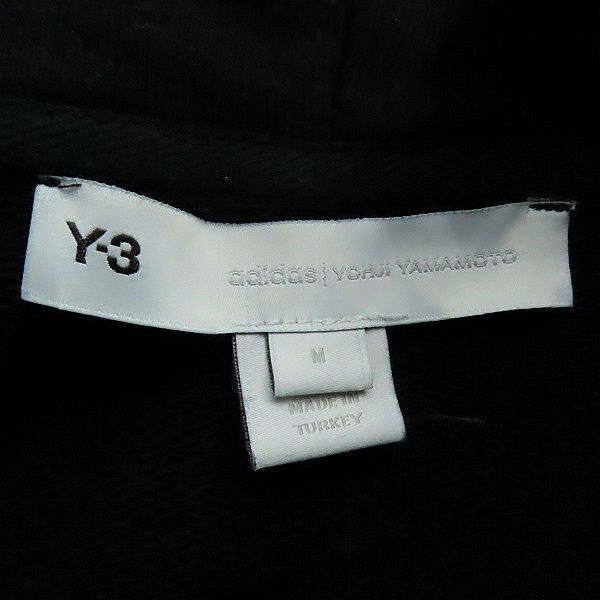 Y-3
adidas | YOHJI YAMAMOTO
M
MADE IN
TURKEY